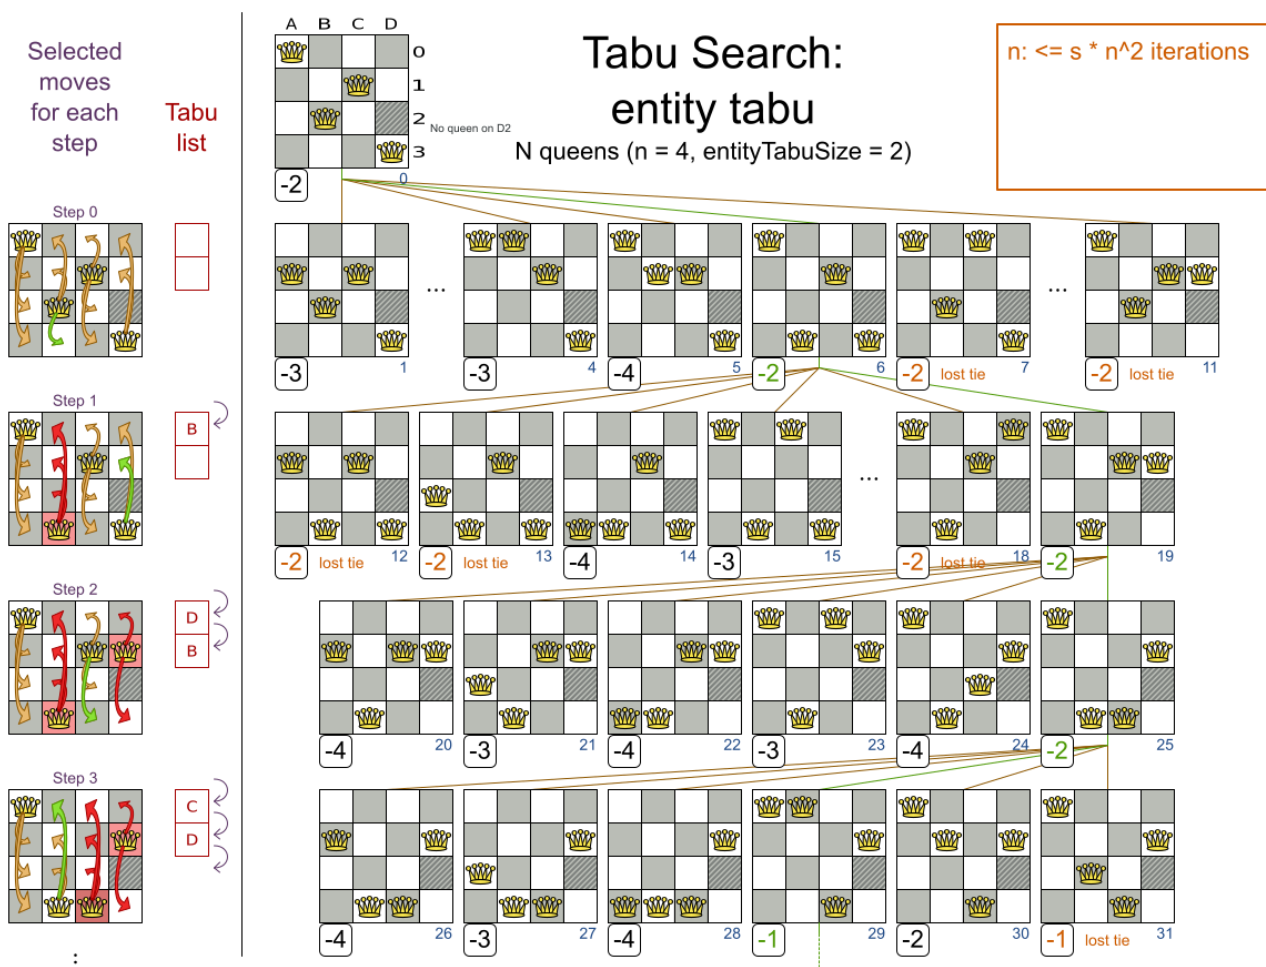 Selected
moves
for each
step
Tabu
list
A B C D
0
1
2 No queen on D2
3
-2 0
Tabu Search:
entity tabu
N queens (n = 4, entityTabuSize = 2)
n: <= s * n^2 iterations
Step 0
...
...
-3 1
-3 4
-4 5
-2 6
-2 lost tie 7
-2 lost tie 11
Step 1
B
...
-2 lost tie 12
-2 lost tie 13
-4 14
-3 15
-2 lost tie 18
-2 19
Step 2
D
B
-4 20
-3 21
-4 22
-3 23
-4 24
-2 25
Step 3
C
D
-4 26
-3 27
-4 28
-1 29
-2 30
-1 lost tie 31
: